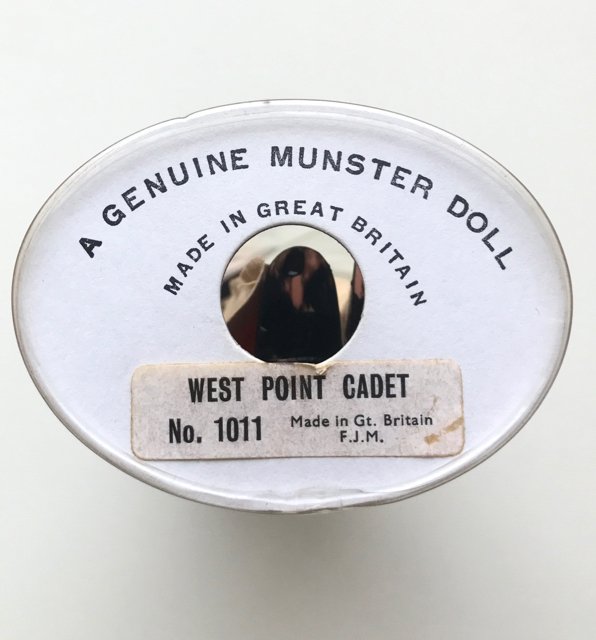 A GENUINE MUNSTER DOLL
MADE IN GREAT BRITAIN
WEST POINT CADET
No. 1011 Made in Gt. Britain
F.J.M.